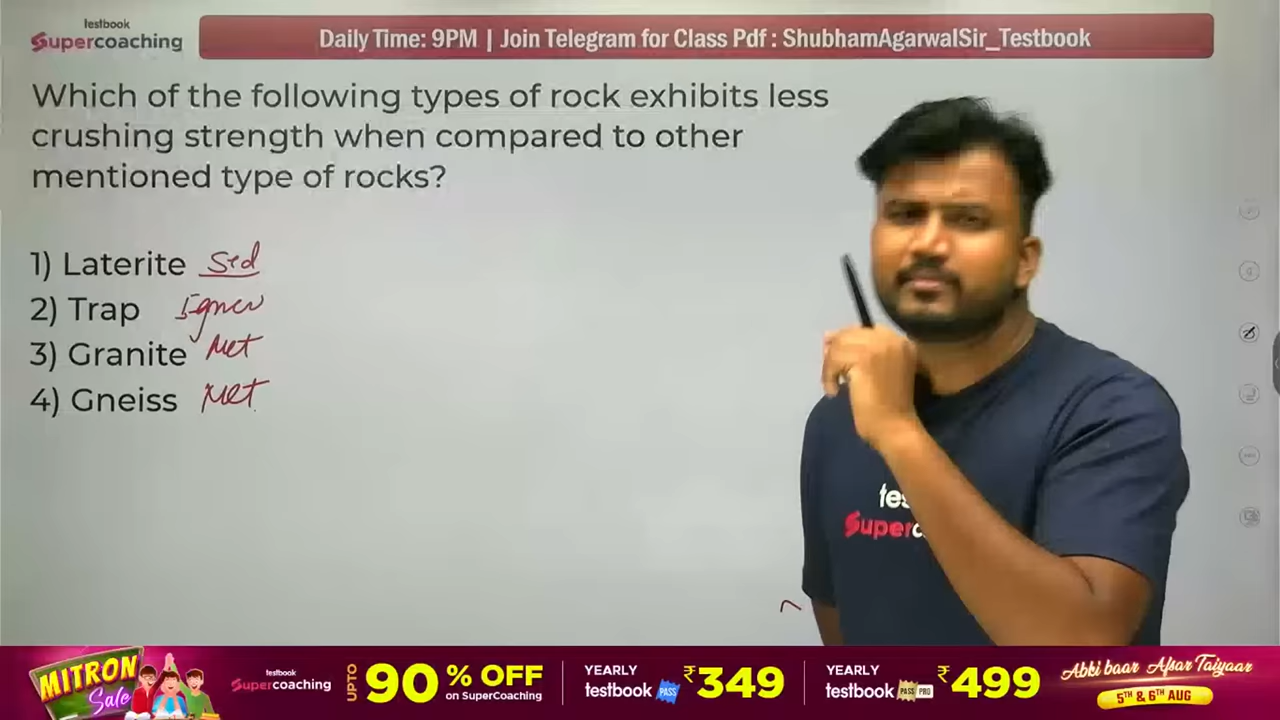 testbook
Supercoaching
Daily Time: 9PM | Join Telegram for Class Pdf : ShubhamAgarwalSir_Testbook
Which of the following types of rock exhibits less
crushing strength when compared to other
mentioned type of rocks?
1) Laterite Sed
2) Trap
3) Granite Met
4) Gneiss Met
Superc
MITRON
Sale
testbook
Supercoaching
UPTO
90 % OFF
on SuperCoaching
YEARLY
testbook PASS
₹349
YEARLY
testbook PASS PRO
₹499
Abki baar Afsar Taiyaar
5TH & 6TH AUG